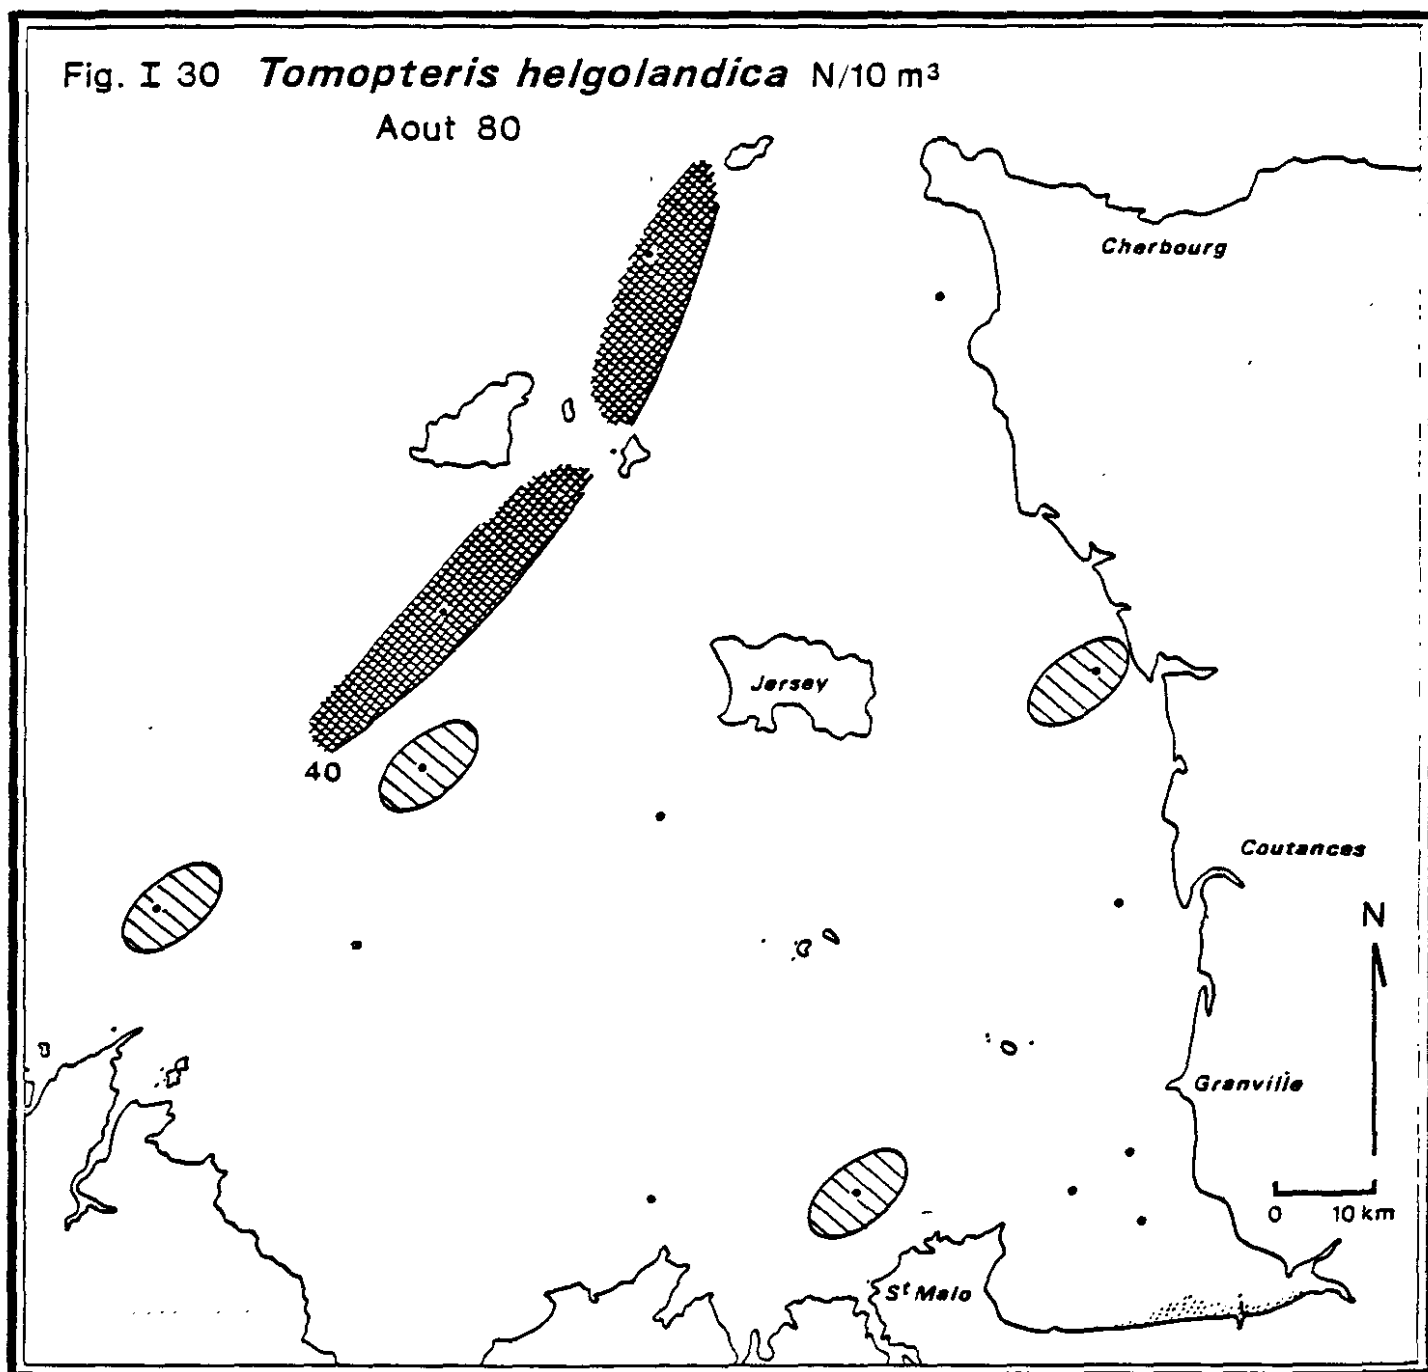 Fig. I 30 Tomopteris helgolandica N/10 m³
Aout 80
Cherbourg
Jersey
40
Coutances
N
Granville
0 10 km
St Malo